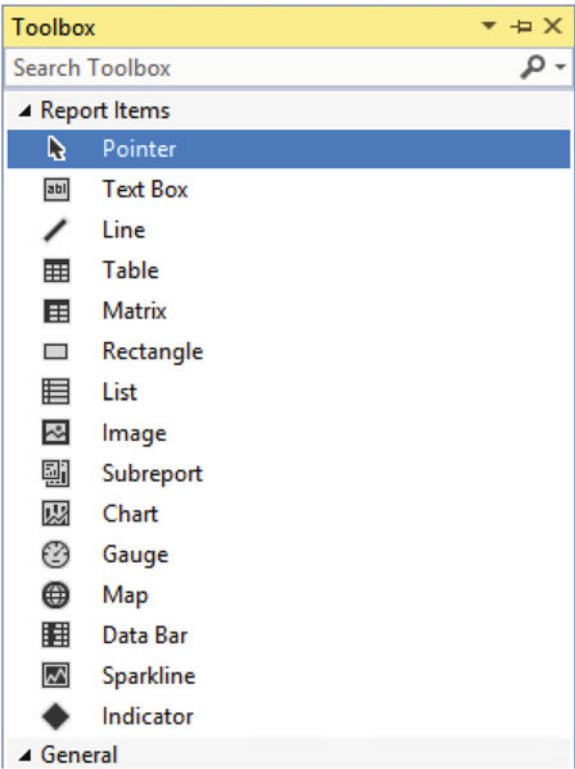 Toolbox
Search Toolbox
Report Items
Pointer
abl Text Box
Line
Table
Matrix
Rectangle
List
Image
Subreport
Chart
Gauge
Map
Data Bar
Sparkline
Indicator
General